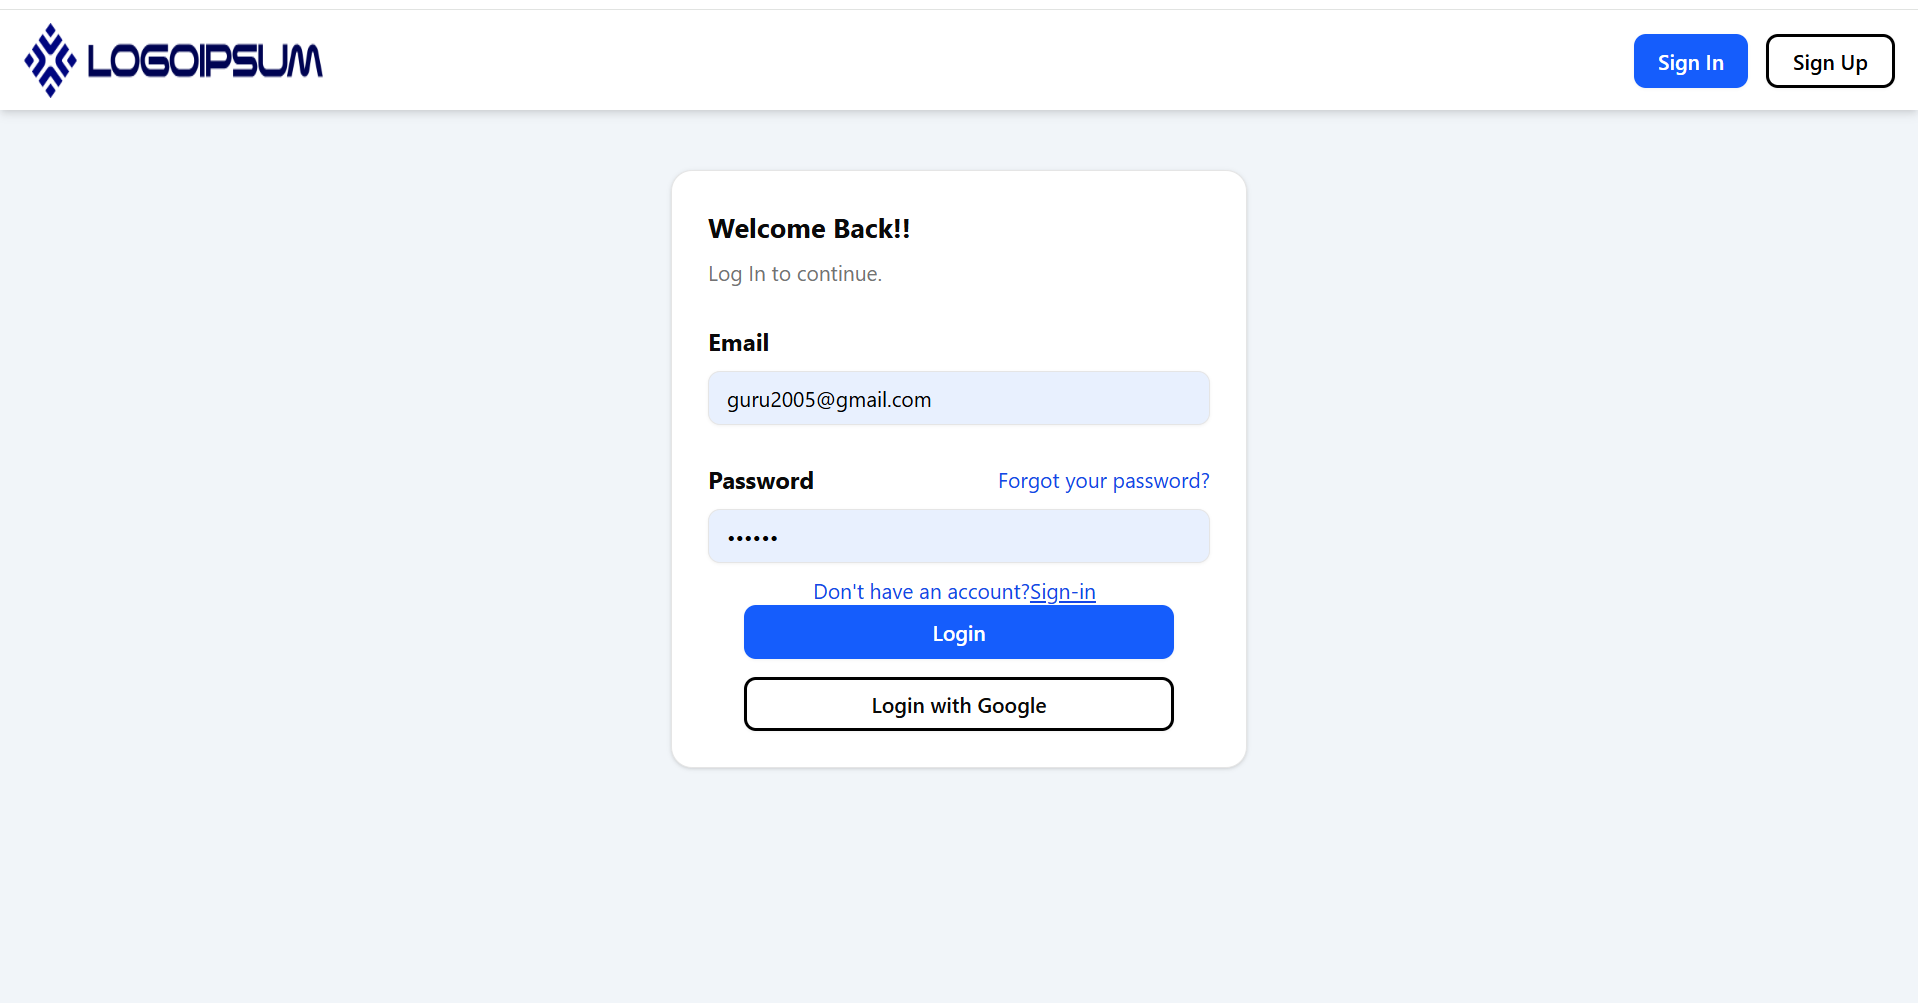 LOGOIPSUM
Sign In
Sign Up
Welcome Back!!
Log In to continue.
Email
guru2005@gmail.com
Password
Forgot your password?
••••••
Don't have an account?Sign-in
Login
Login with Google